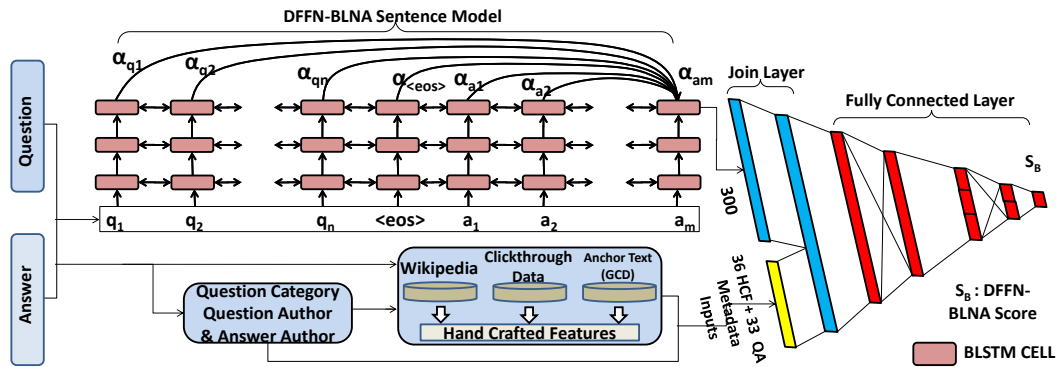 DFFN-BLNA Sentence Model
αq1
αq2
αqn
α<eos>
αa1
αa2
αam
Join Layer
Fully Connected Layer
SB
Question
300
q1 q2 qn <eos> a1 a2 am
Answer
Question Category
Question Author
& Answer Author
Wikipedia
Clickthrough
Data
Anchor Text
(GCD)
Hand Crafted Features
36 HCF + 33 QA
Metadata
Inputs
SB : DFFN-
BLNA Score
BLSTM CELL